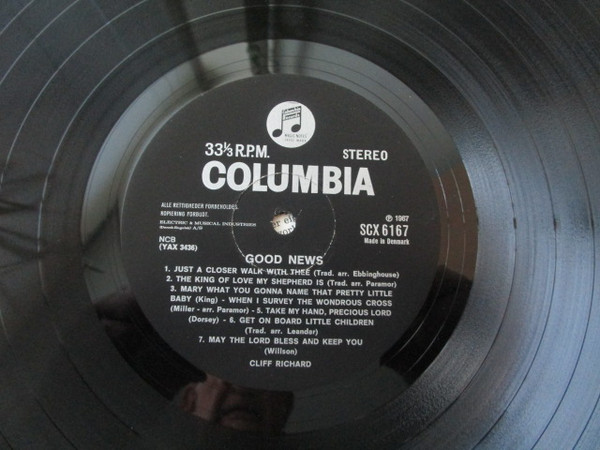 33⅓ R.P.M.
STEREO
COLUMBIA
ALLE RETTIGHEDER FORBEHOLDES.
KOPIERING FORBUDT.
ELECTRIC & MUSICAL INDUSTRIES
NCB
(YAX 3436)
℗ 1967
SCX 6167
Made in Denmark
GOOD NEWS
1. JUST A CLOSER WALK WITH THEE (Trad. arr. Ebbinghouse)
2. THE KING OF LOVE MY SHEPHERD IS (Trad. arr. Paramor)
3. MARY WHAT YOU GONNA NAME THAT PRETTY LITTLE
BABY (King) - WHEN I SURVEY THE WONDROUS CROSS
(Miller - arr. Paramor) - 5. TAKE MY HAND, PRECIOUS LORD
(Dorsey) - 6. GET ON BOARD LITTLE CHILDREN
(Trad. arr. Leander)
7. MAY THE LORD BLESS AND KEEP YOU
(Willson)
CLIFF RICHARD